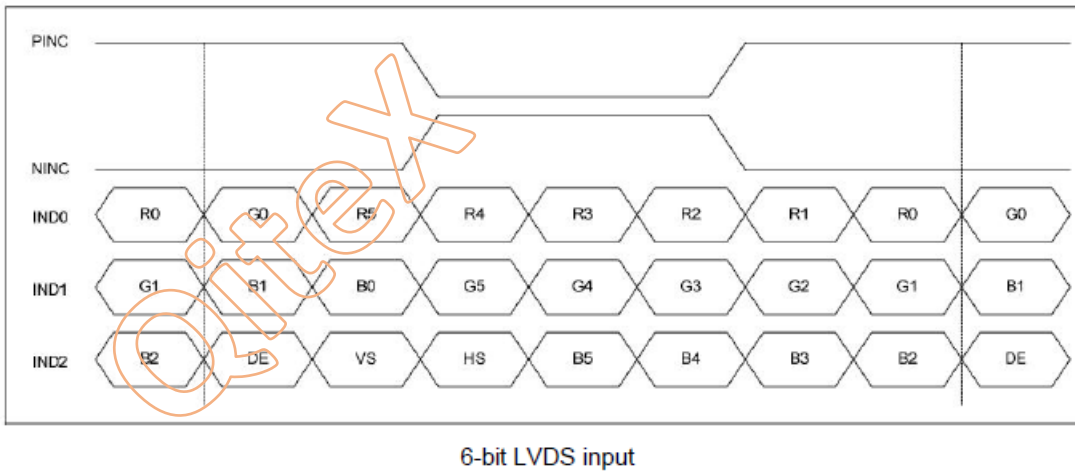 PINC
NINC
IND0 R0 G0 R5 R4 R3 R2 R1 R0 G0
IND1 G1 B1 B0 G5 G4 G3 G2 G1 B1
IND2 B2 DE VS HS B5 B4 B3 B2 DE
Qitex
6-bit LVDS input